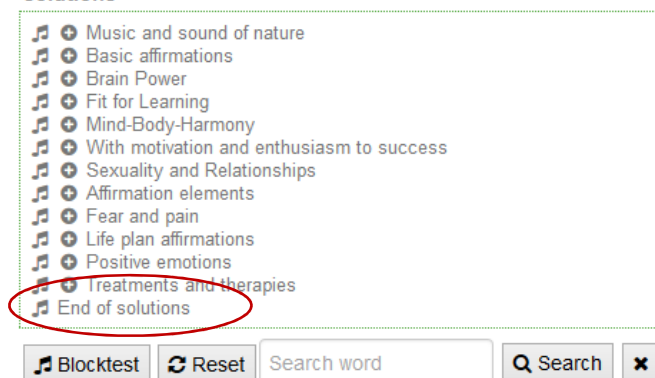 Music and sound of nature
Basic affirmations
Brain Power
Fit for Learning
Mind-Body-Harmony
With motivation and enthusiasm to success
Sexuality and Relationships
Affirmation elements
Fear and pain
Life plan affirmations
Positive emotions
Treatments and therapies
End of solutions
Blocktest Reset Search word Search